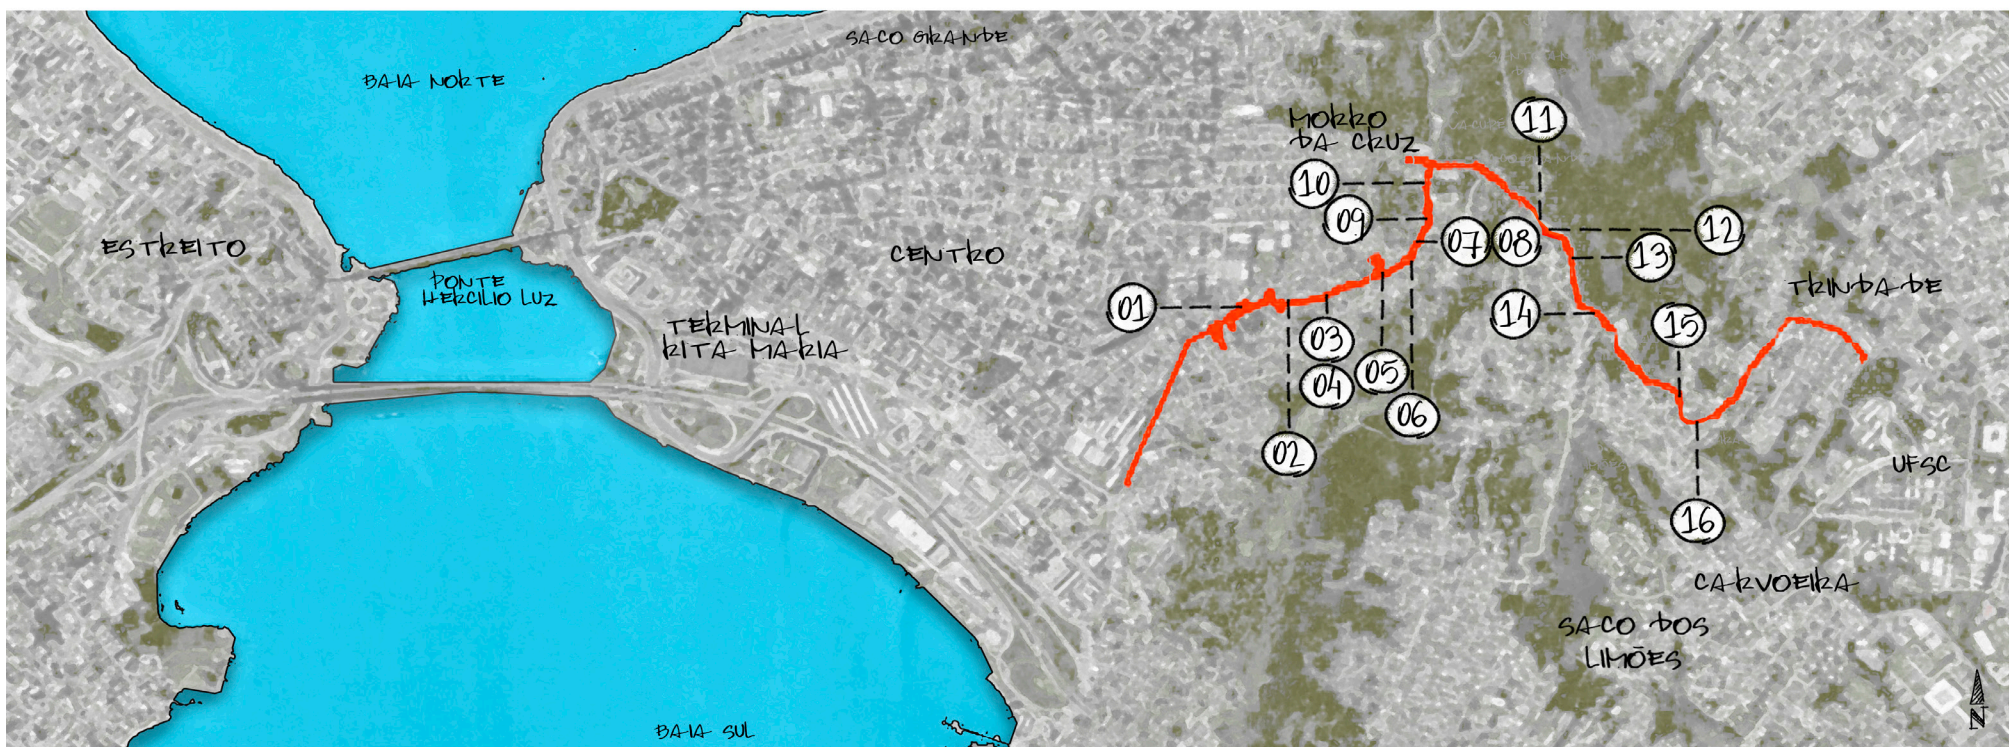 SACO GRANDE
BAIA NORTE
MORRO
DA CRUZ
11
10
09
07
08
12
13
ESTREITO
CENTRO
PONTE
HERCILIO LUZ
TRINDADE
01
14
15
TERMINAL
RITA MARIA
03
04
05
06
02
UFSC
16
CARVOEIRA
SACO DOS
LIMÕES
BAIA SUL
N